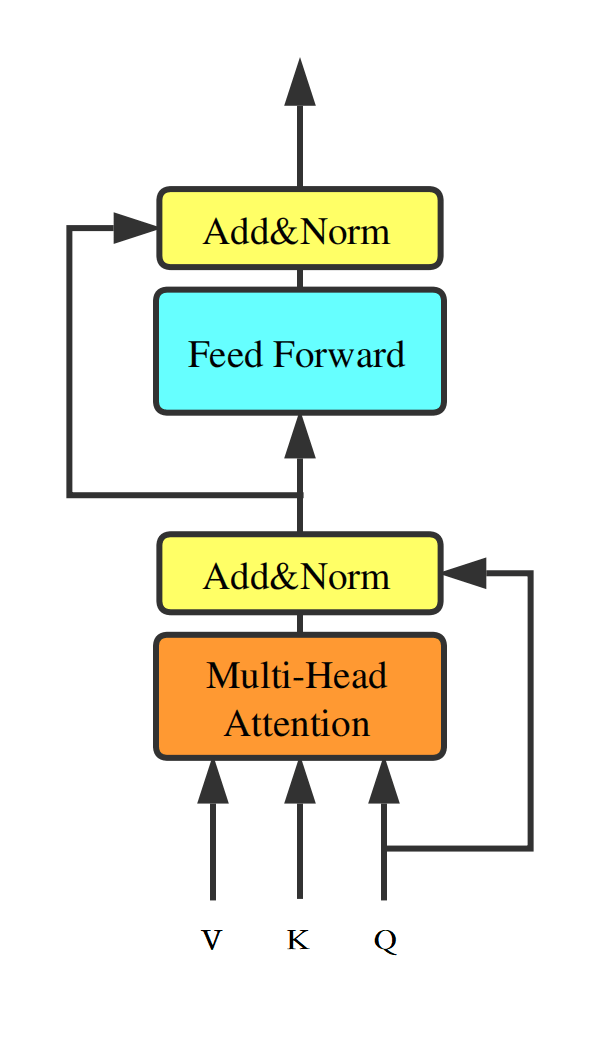 Add&Norm
Feed Forward
Add&Norm
Multi-Head
Attention
V K Q